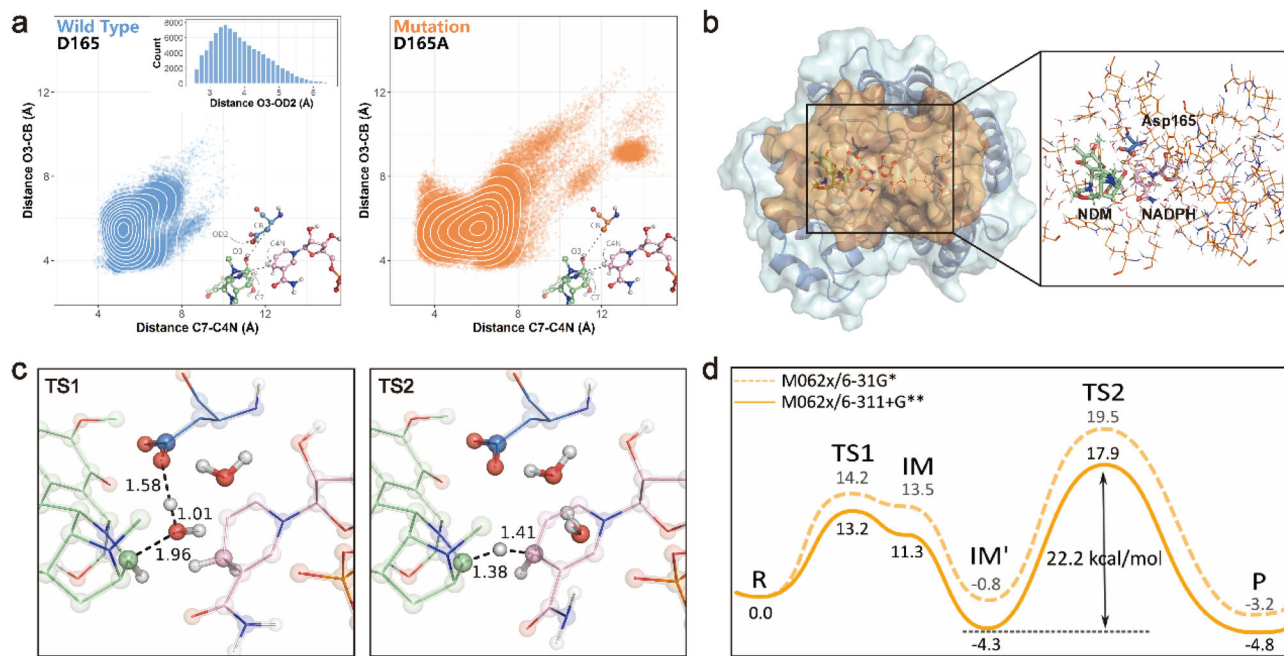 a
Wild Type
D165
8000
6000
4000
2000
0
Count
3
4
5
6
Distance O3-OD2 (Å)
12
8
4
Distance O3-CB (Å)
4
8
12
Distance C7-C4N (Å)
OD2
CB
O3
C4N
C7
Mutation
D165A
12
8
4
Distance O3-CB (Å)
4
8
12
Distance C7-C4N (Å)
CB
O3
C4N
C7
b
Asp165
NDM
NADPH
c
TS1
1.58
1.01
1.96
TS2
1.41
1.38
d
M062x/6-31G*
M062x/6-311+G**
TS2
19.5
17.9
TS1
14.2
13.2
IM
13.5
11.3
22.2 kcal/mol
R
0.0
IM'
-0.8
-4.3
P
-3.2
-4.8